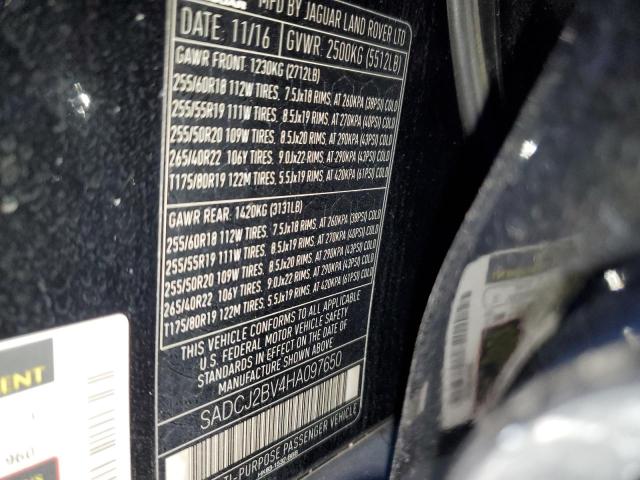 MFD BY JAGUAR LAND ROVER LTD
DATE: 11/16 GVWR: 2500KG (5512LB)
GAWR FRONT: 1230KG (2712LB)
255/60R18 112W TIRES, 7.5Jx18 RIMS, AT 260KPA (38PSI) COLD
255/55R19 111W TIRES, 8.5Jx19 RIMS, AT 270KPA (40PSI) COLD
255/50R20 109W TIRES, 8.5Jx20 RIMS, AT 290KPA (43PSI) COLD
265/40R22 106Y TIRES, 9.0Jx22 RIMS, AT 290KPA (43PSI) COLD
T175/80R19 122M TIRES, 5.5Jx19 RIMS, AT 420KPA (61PSI) COLD
GAWR REAR: 1420KG (3131LB)
255/60R18 112W TIRES, 7.5Jx18 RIMS, AT 260KPA (38PSI) COLD
255/55R19 111W TIRES, 8.5Jx19 RIMS, AT 270KPA (40PSI) COLD
255/50R20 109W TIRES, 8.5Jx20 RIMS, AT 290KPA (43PSI) COLD
265/40R22 106Y TIRES, 9.0Jx22 RIMS, AT 290KPA (43PSI) COLD
T175/80R19 122M TIRES, 5.5Jx19 RIMS, AT 420KPA (61PSI) COLD
THIS VEHICLE CONFORMS TO ALL APPLICABLE
U.S. FEDERAL MOTOR VEHICLE SAFETY
STANDARDS IN EFFECT ON THE DATE OF
MANUFACTURE SHOWN ABOVE
SADCJ2BV4HA097650
TI-PURPOSE PASSENGER VEHICLE
ENT
960